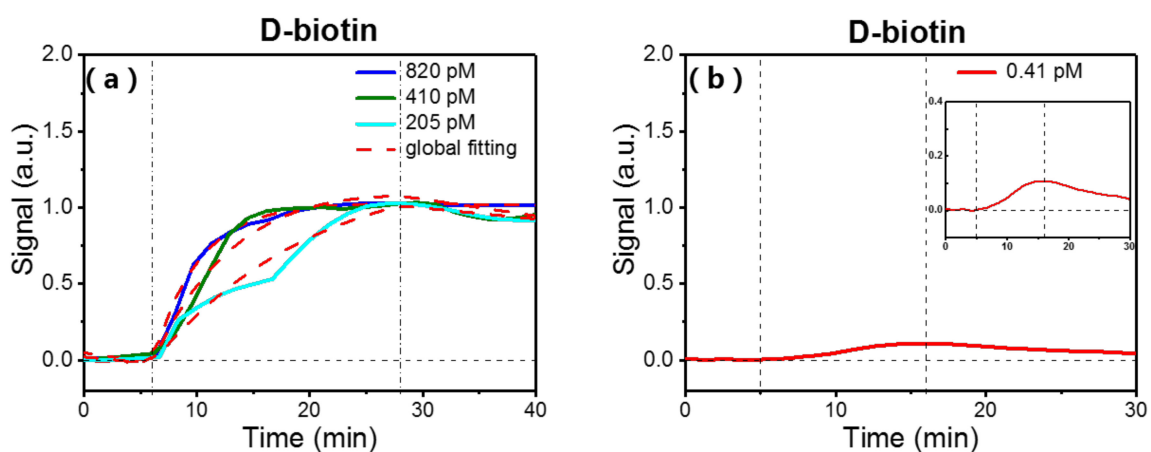 D-biotin
( a )
820 pM
410 pM
205 pM
global fitting
Signal (a.u.)
2.0
1.5
1.0
0.5
0.0
0 10 20 30 40
Time (min)
D-biotin
( b )
0.41 pM
Signal (a.u.)
2.0
1.5
1.0
0.5
0.0
0 10 20 30
Time (min)
0.4
0.2
0.0
0 10 20 30